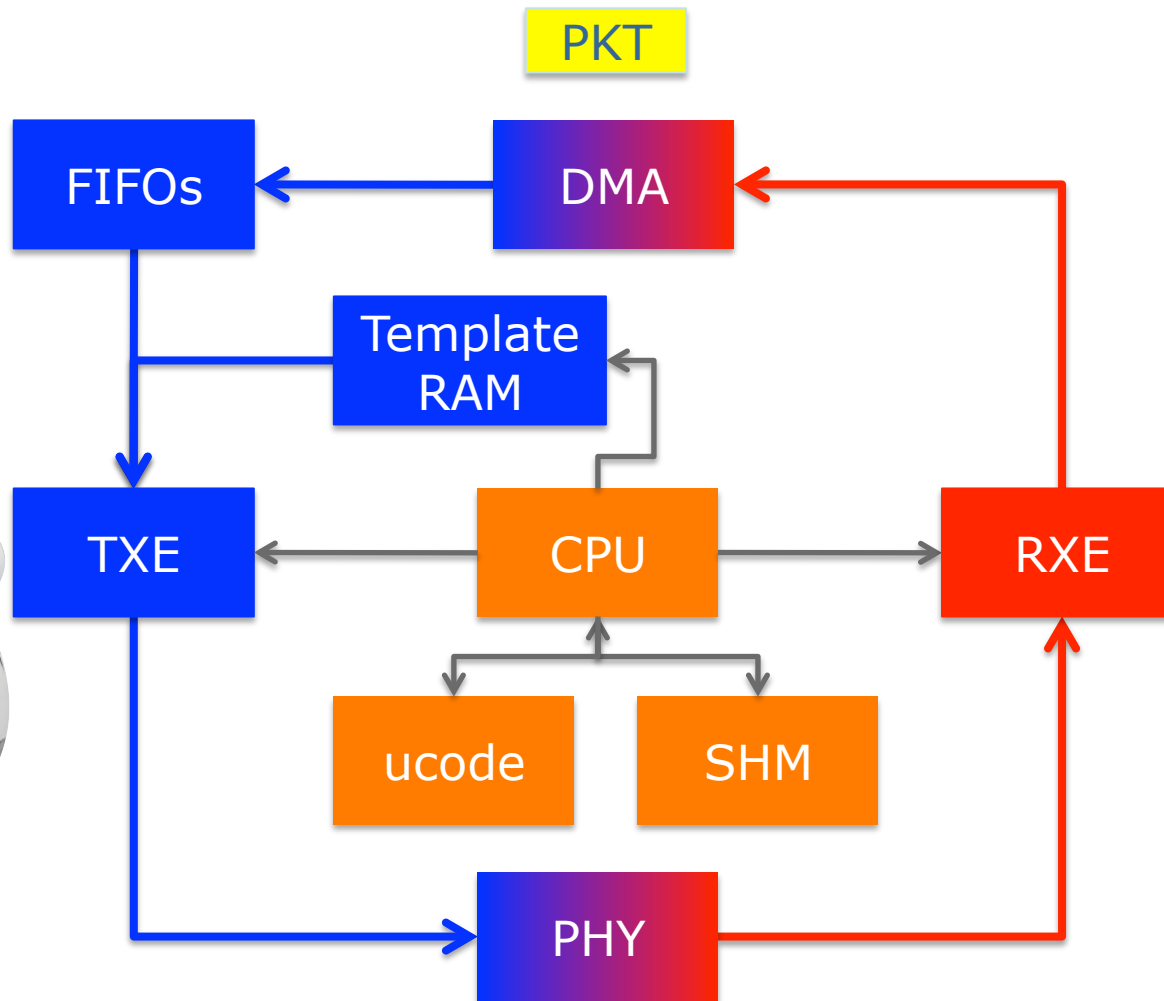 PKT
FIFOs
DMA
Template
RAM
TXE
CPU
RXE
ucode
SHM
PHY